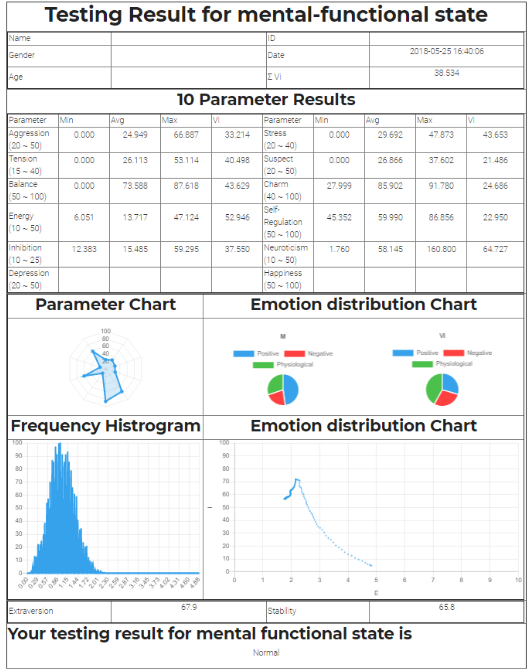 Testing Result for mental-functional state
Name ID
Gender Date 2018-05-25 16:40:06
Age Σ Vi 38.534
10 Parameter Results
Parameter Min Avg Max Vi Parameter Min Avg Max Vi
Aggression (20 ~ 50) 0.000 24.949 66.887 33.214 Stress (20 ~ 40) 0.000 29.692 47.873 43.653
Tension (15 ~ 40) 0.000 26.113 53.114 40.498 Suspect (20 ~ 50) 0.000 26.866 37.602 21.486
Balance (50 ~ 100) 0.000 73.588 87.618 43.629 Charm (40 ~ 100) 27.999 85.902 91.780 24.686
Energy (10 ~ 50) 6.051 13.717 47.124 52.946 Self-Regulation (50 ~ 100) 45.352 59.990 86.856 22.950
Inhibition (10 ~ 25) 12.383 15.485 59.295 37.550 Neuroticism (10 ~ 50) 1.760 58.145 160.800 64.727
Depression (20 ~ 50) Happiness (50 ~ 100)
Parameter Chart Emotion distribution Chart
100
80
60
40
20
M
Positive Negative
Physiological
VI
Positive Negative
Physiological
Frequency Histrogram Emotion distribution Chart
100
90
80
70
60
50
40
30
20
10
0
0.00 0.29 0.57 0.86 1.15 1.44 1.72 2.01 2.30 2.59 2.87 3.16 3.45 3.73 4.02 4.31 4.60 4.88
100
90
80
70
60
50
40
30
20
10
0
I
0 1 2 3 4 5 6 7 8 9 10
E
Extraversion 67.9 Stability 65.8
Your testing result for mental functional state is
Normal